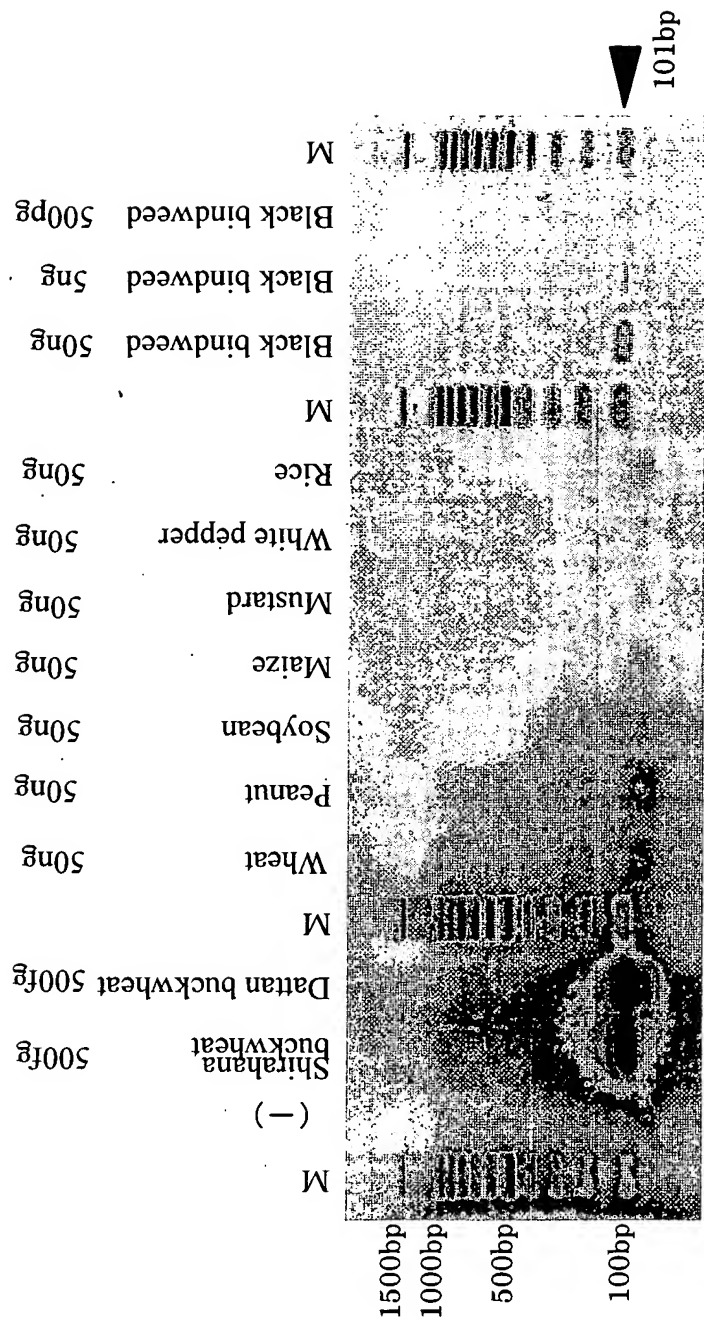 M
Black bindweed 500pg
Black bindweed 5ng
Black bindweed 50ng
M
Rice 50ng
White pepper 50ng
Mustard 50ng
Maize 50ng
Soybean 50ng
Peanut 50ng
Wheat 50ng
M
Dattan buckwheat 500fg
Shirahana
buckwheat 500fg
(−)
M
1500bp
1000bp
500bp
100bp
101bp